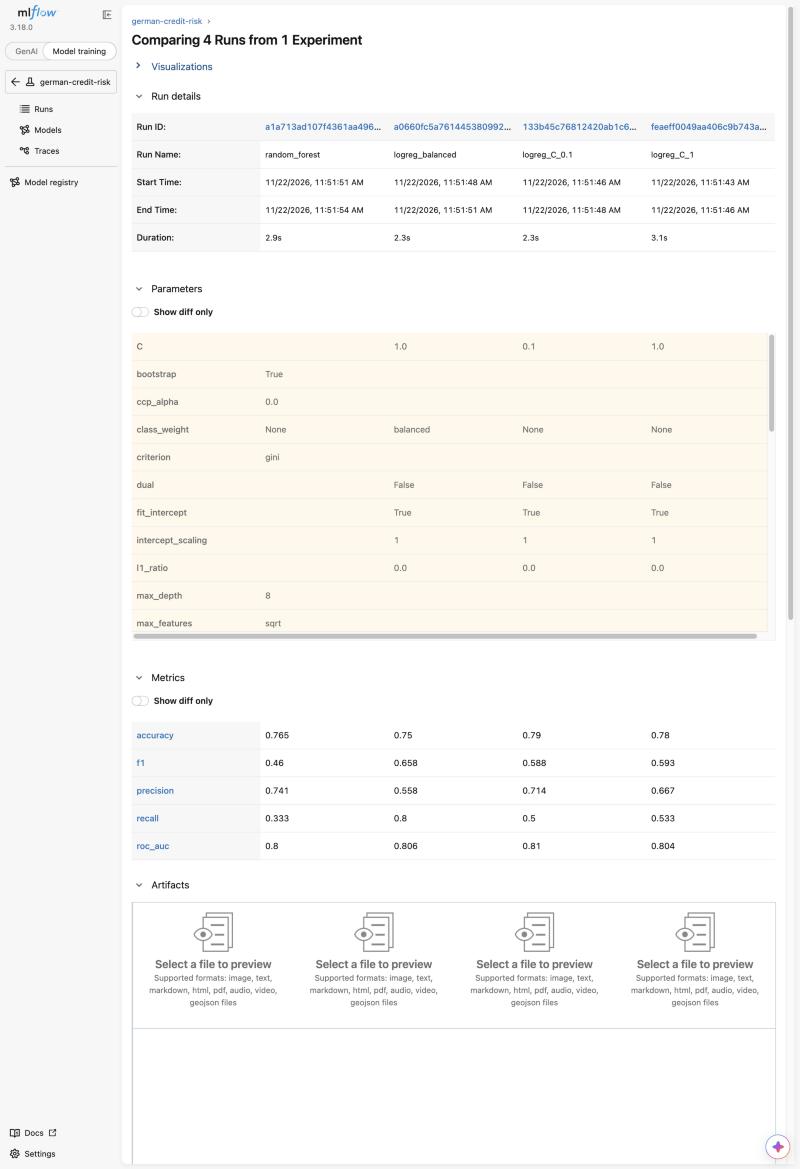 mlflow
3.18.0
GenAI Model training
german-credit-risk
Runs
Models
Traces
Model registry
Docs
Settings
german-credit-risk
Comparing 4 Runs from 1 Experiment
Visualizations
Run details
Run ID: a1a713ad107f4361aa496... a0660fc5a761445380992... 133b45c76812420ab1c6... feaeff0049aa406c9b743a...
Run Name: random_forest logreg_balanced logreg_C_0.1 logreg_C_1
Start Time: 11/22/2026, 11:51:51 AM 11/22/2026, 11:51:48 AM 11/22/2026, 11:51:46 AM 11/22/2026, 11:51:43 AM
End Time: 11/22/2026, 11:51:54 AM 11/22/2026, 11:51:51 AM 11/22/2026, 11:51:48 AM 11/22/2026, 11:51:46 AM
Duration: 2.9s 2.3s 2.3s 3.1s
Parameters
Show diff only
C 1.0 0.1 1.0
bootstrap True
ccp_alpha 0.0
class_weight None balanced None None
criterion gini
dual False False False
fit_intercept True True True
intercept_scaling 1 1 1
l1_ratio 0.0 0.0 0.0
max_depth 8
max_features sqrt
Metrics
Show diff only
accuracy 0.765 0.75 0.79 0.78
f1 0.46 0.658 0.588 0.593
precision 0.741 0.558 0.714 0.667
recall 0.333 0.8 0.5 0.533
roc_auc 0.8 0.806 0.81 0.804
Artifacts
Select a file to preview
Supported formats: image, text,
markdown, html, pdf, audio, video,
geojson files
Select a file to preview
Supported formats: image, text,
markdown, html, pdf, audio, video,
geojson files
Select a file to preview
Supported formats: image, text,
markdown, html, pdf, audio, video,
geojson files
Select a file to preview
Supported formats: image, text,
markdown, html, pdf, audio, video,
geojson files